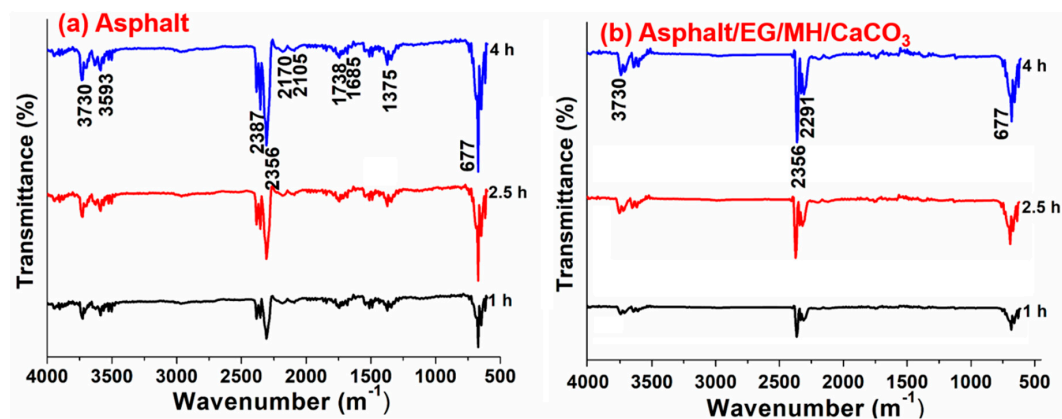 (a) Asphalt
4 h
3730
3593
2387
2356
2170
2105
1738
1685
1375
677
2.5 h
1 h
Transmittance (%)
4000 3500 3000 2500 2000 1500 1000 500
Wavenumber (m⁻¹)
(b) Asphalt/EG/MH/CaCO₃
4 h
3730
2356
2291
677
2.5 h
1 h
Transmittance (%)
4000 3500 3000 2500 2000 1500 1000 500
Wavenumber (m⁻¹)